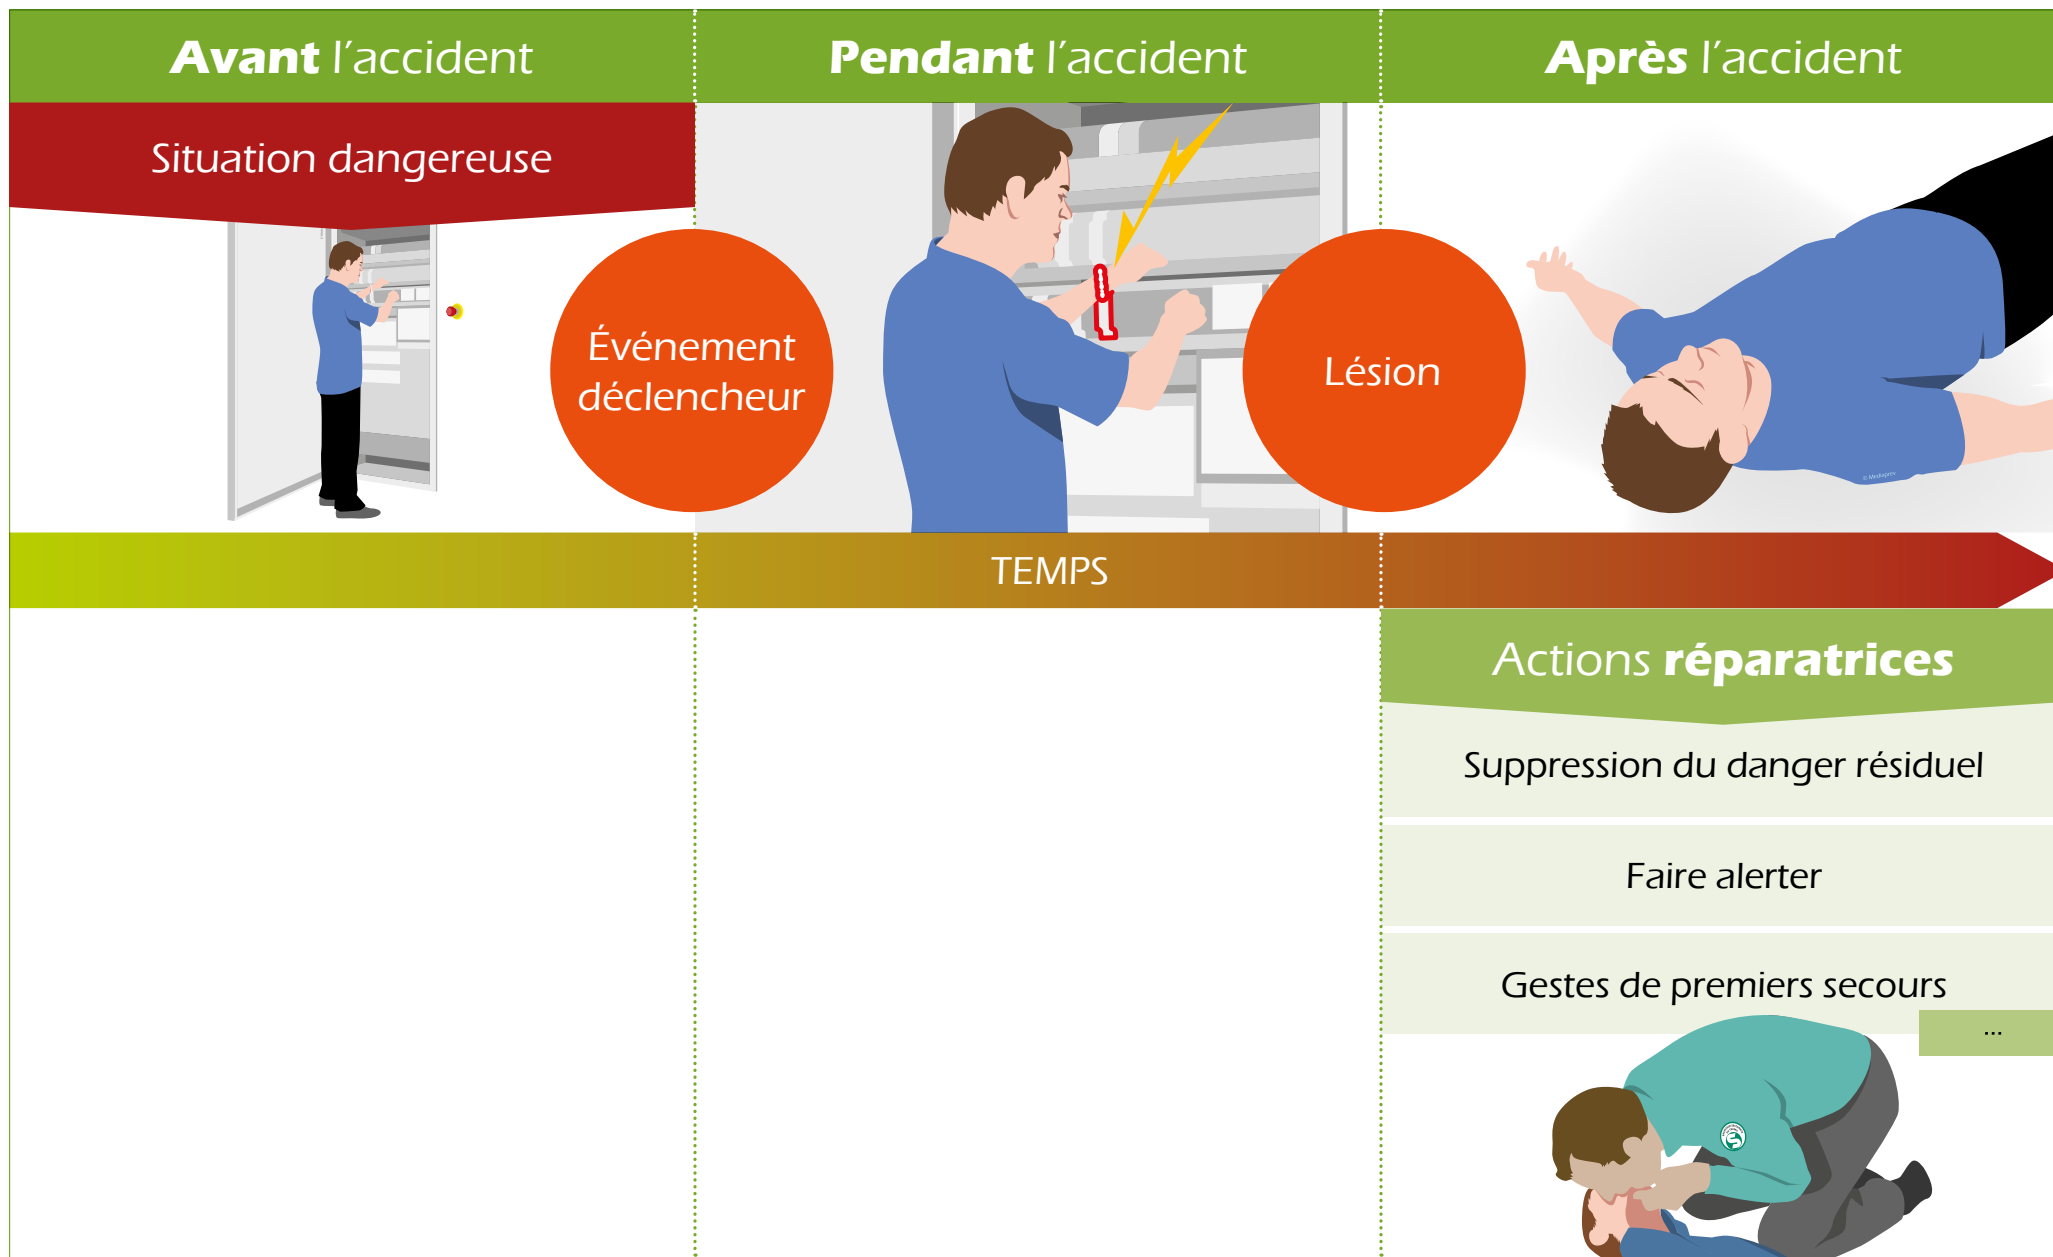 Avant l'accident
Pendant l'accident
Après l'accident
Situation dangereuse
Événement
déclencheur
Lésion
© Mediaprev
TEMPS
Actions réparatrices
Suppression du danger résiduel
Faire alerter
Gestes de premiers secours
...